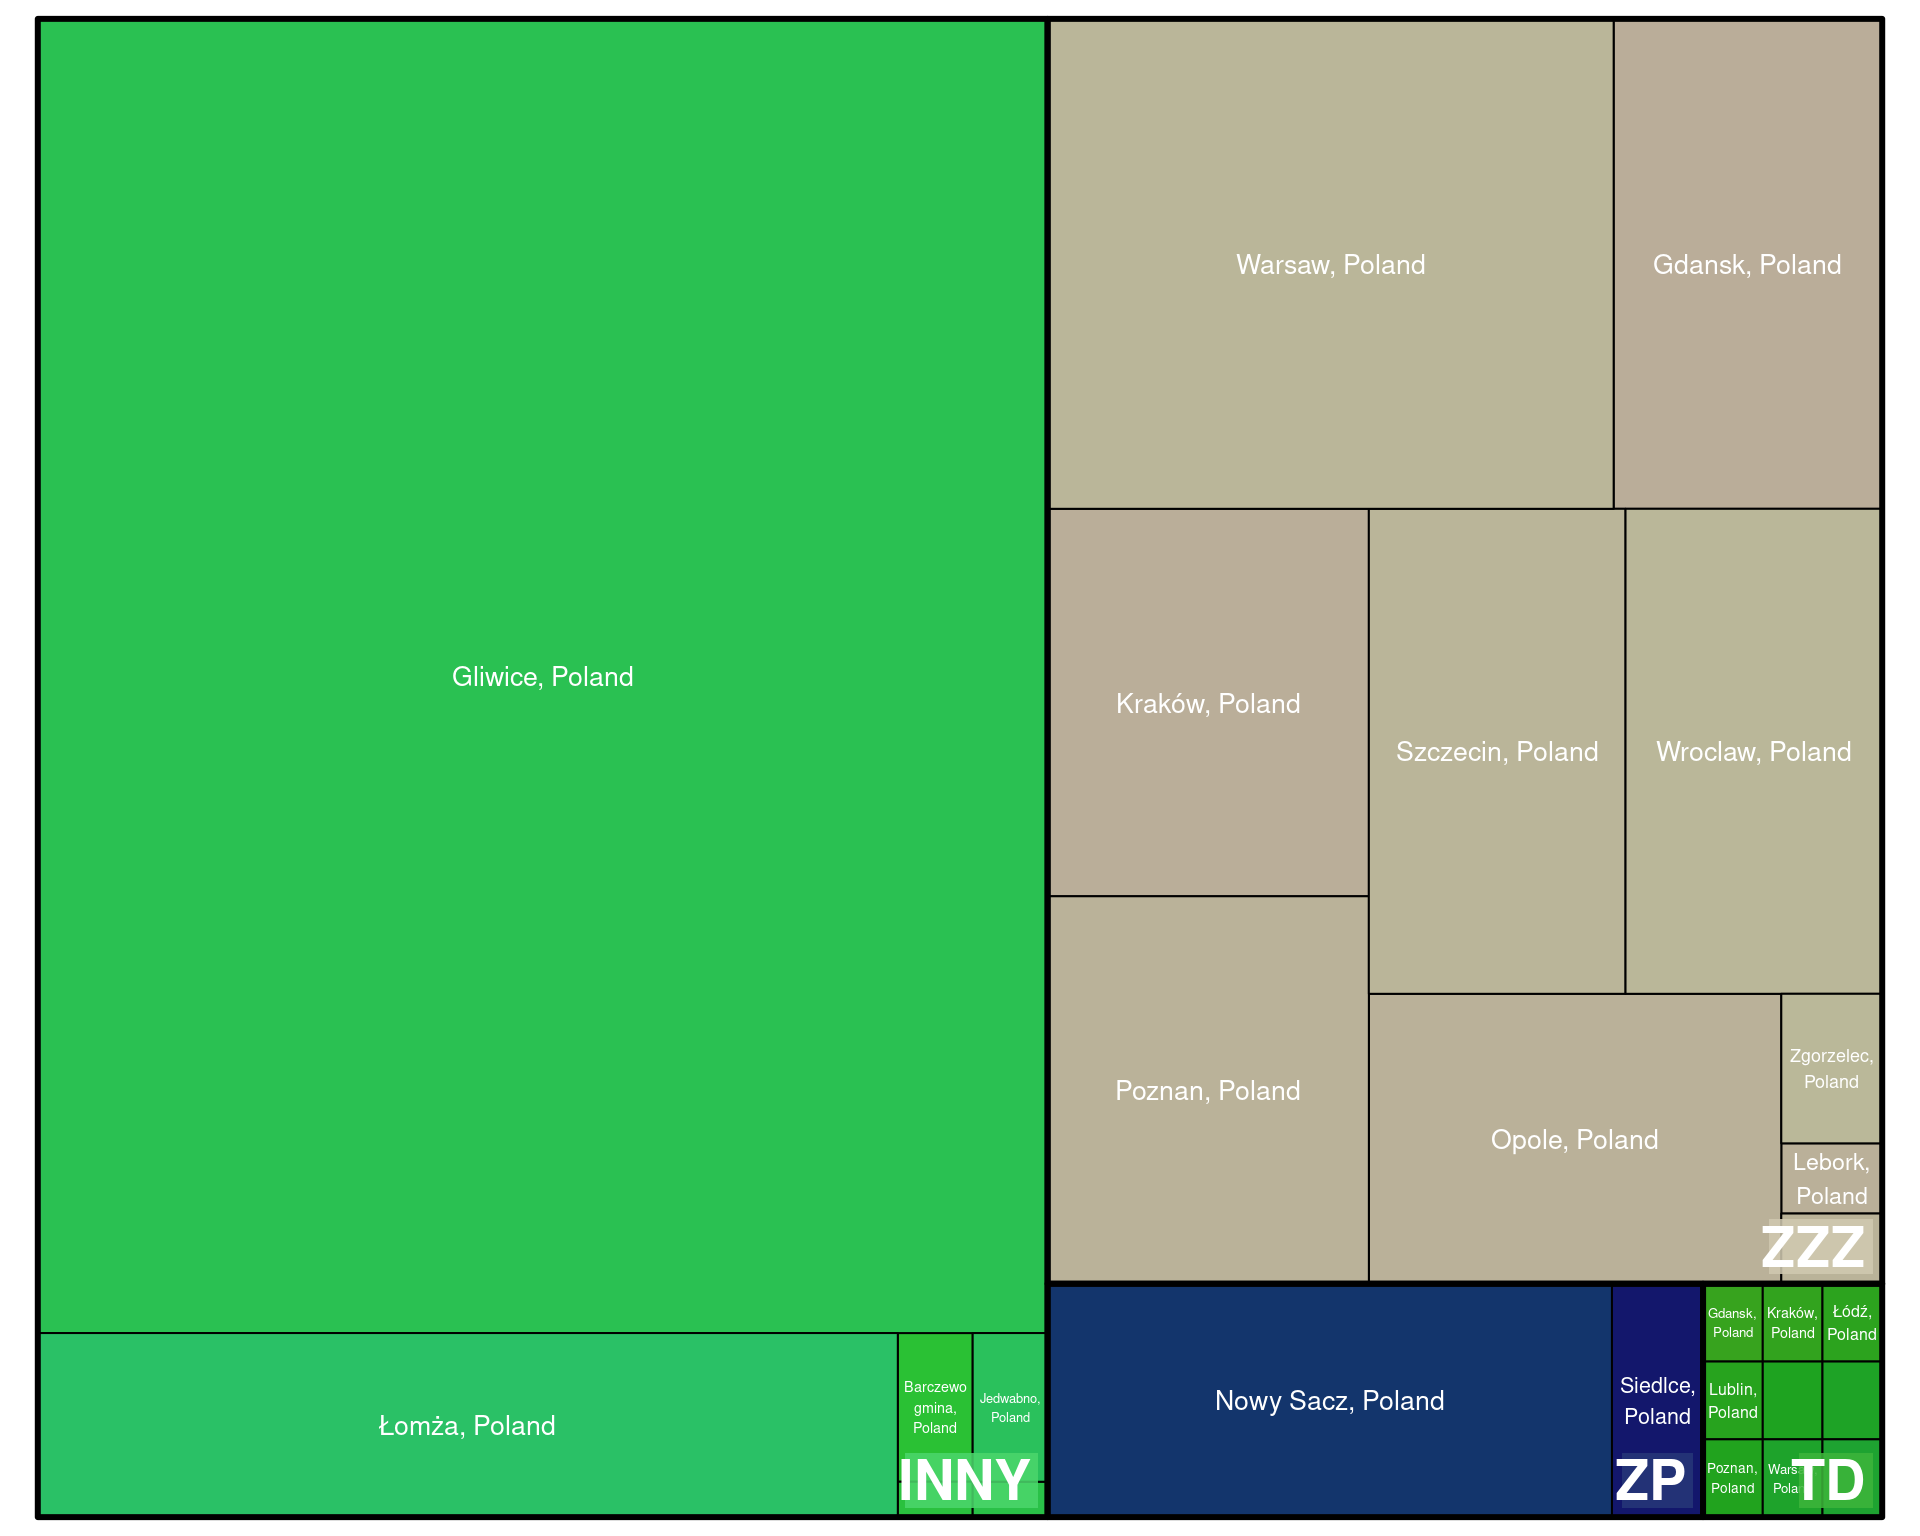 Gliwice, Poland
Łomża, Poland
Barczewo
gmina,
Poland
Jedwabno,
Poland
INNY
Warsaw, Poland
Gdansk, Poland
Kraków, Poland
Szczecin, Poland
Wroclaw, Poland
Poznan, Poland
Opole, Poland
Zgorzelec,
Poland
Lebork,
Poland
ZZZ
Nowy Sacz, Poland
Siedlce,
Poland
ZP
Gdansk,
Poland
Kraków,
Poland
Łódź,
Poland
Lublin,
Poland
Poznan,
Poland
TD